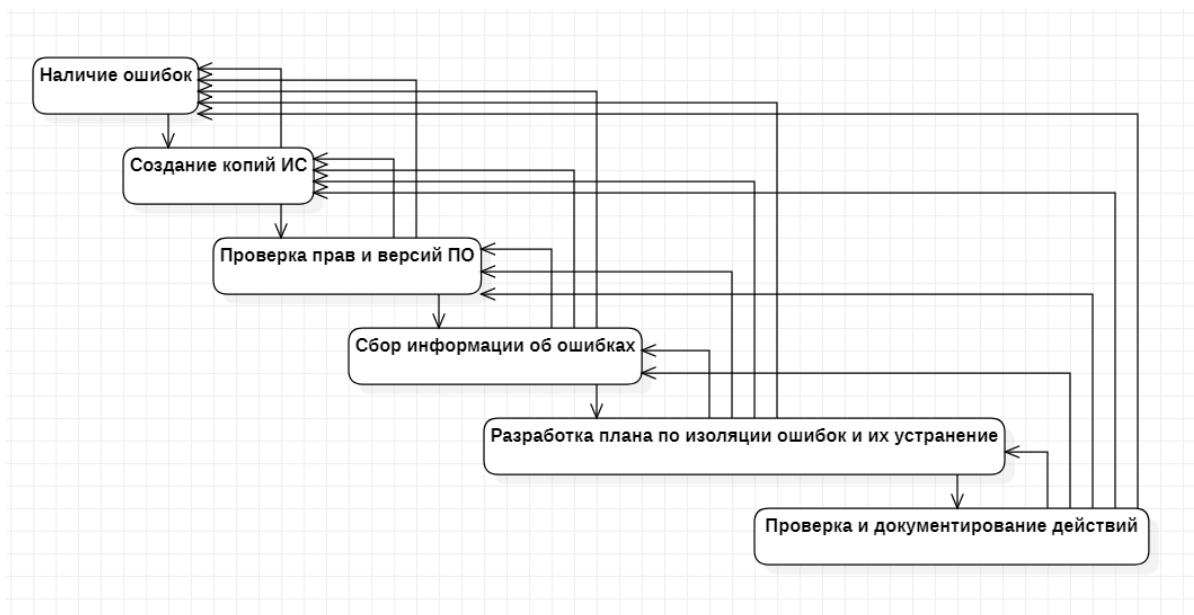 Наличие ошибок
Создание копий ИС
Проверка прав и версий ПО
Сбор информации об ошибках
Разработка плана по изоляции ошибок и их устранение
Проверка и документирование действий